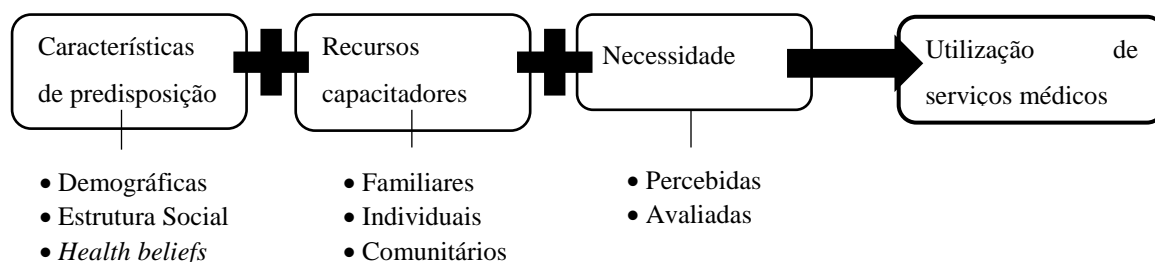 Características
de predisposição
Recursos
capacitadores
Necessidade
Utilização de
serviços médicos
• Demográficas
• Estrutura Social
• Health beliefs
• Familiares
• Individuais
• Comunitários
• Percebidas
• Avaliadas